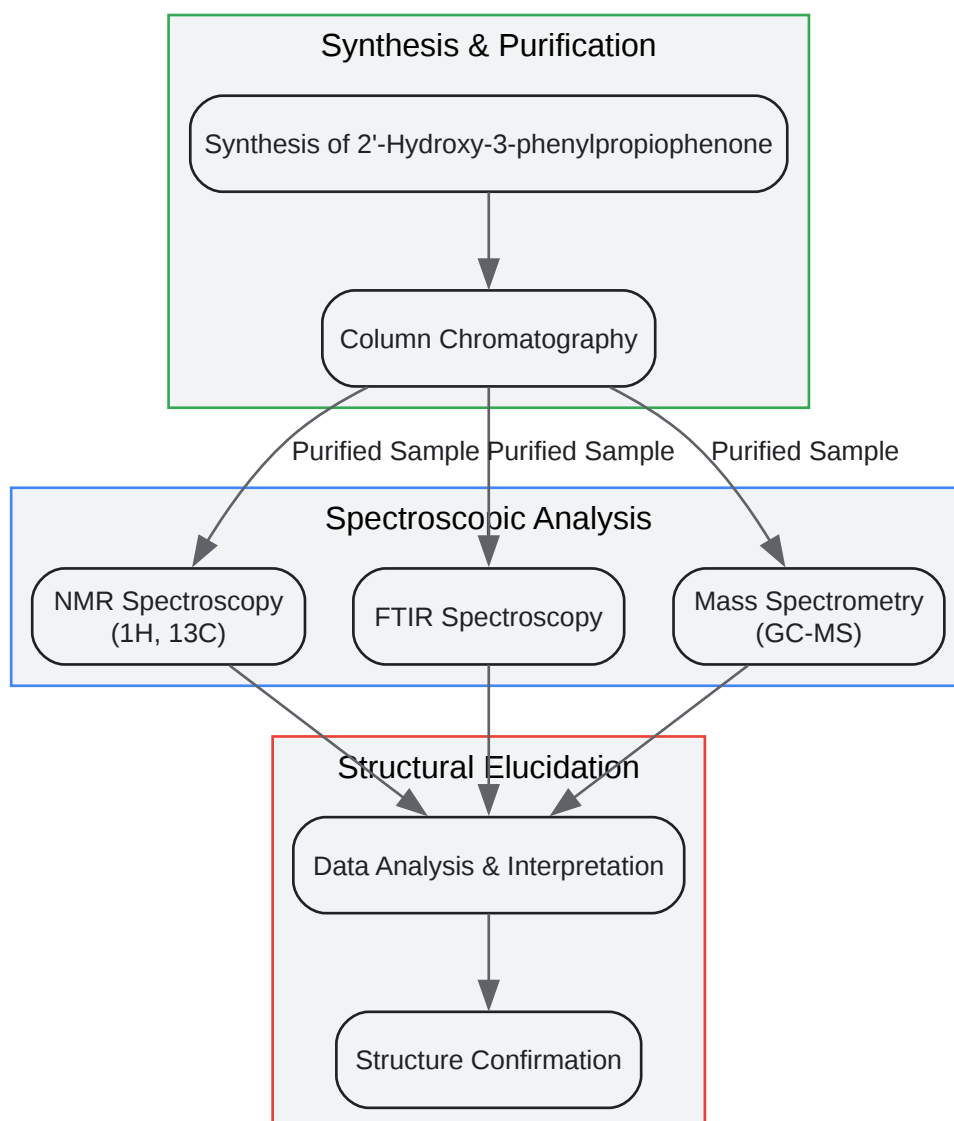 Synthesis & Purification
Synthesis of 2'-Hydroxy-3-phenylpropiophenone
Column Chromatography
Purified Sample
Purified Sample
Purified Sample
Spectroscopic Analysis
NMR Spectroscopy
(1H, 13C)
FTIR Spectroscopy
Mass Spectrometry
(GC-MS)
Structural Elucidation
Data Analysis & Interpretation
Structure Confirmation